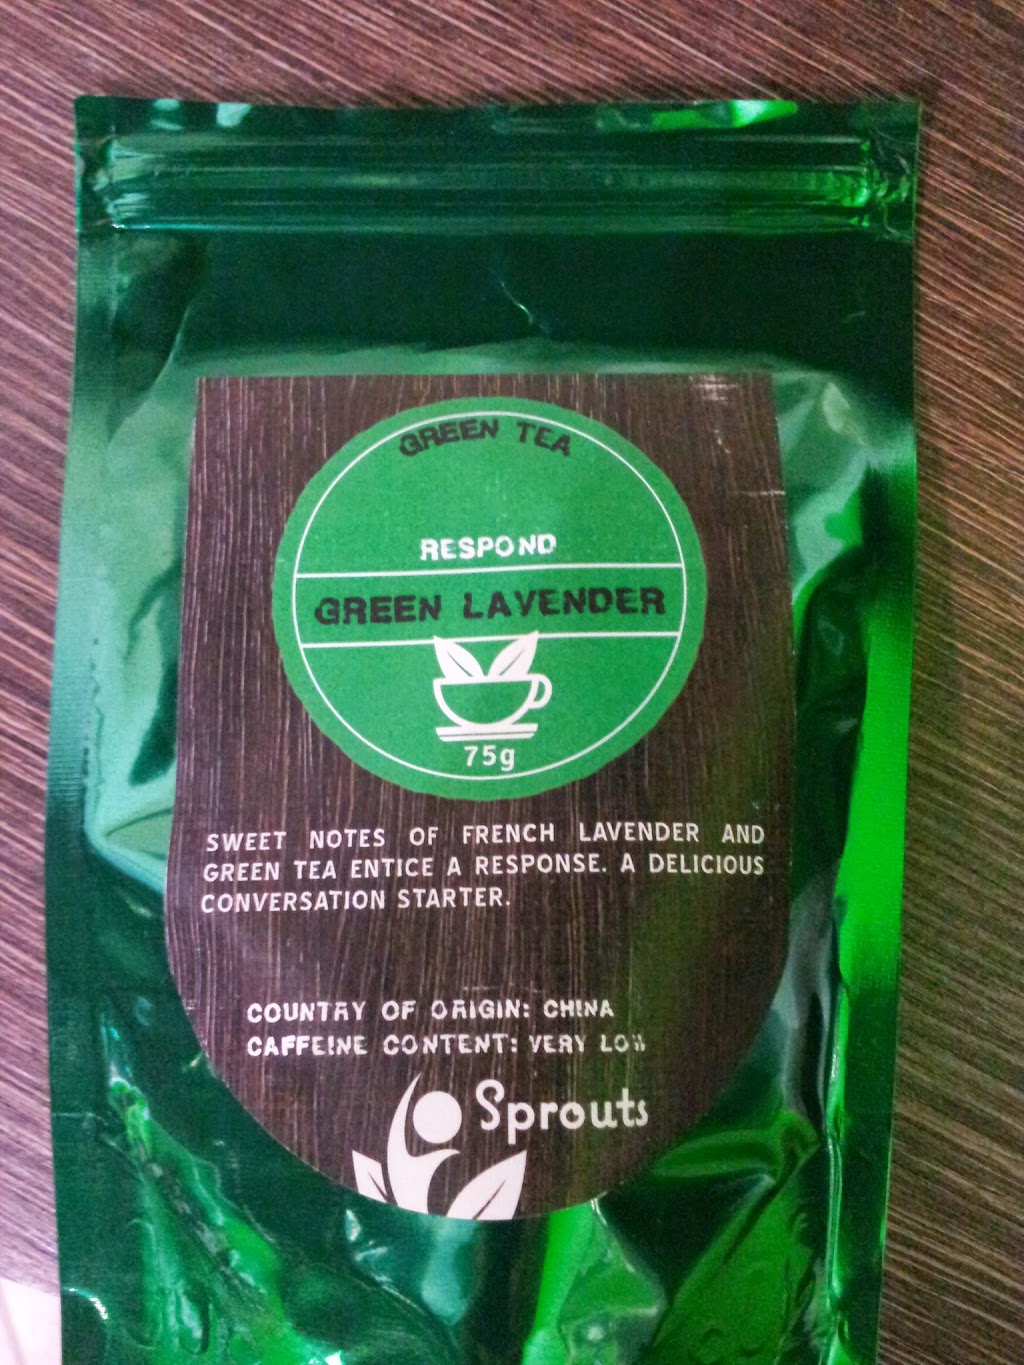 GREEN TEA
RESPOND
GREEN LAVENDER
75g
SWEET NOTES OF FRENCH LAVENDER AND
GREEN TEA ENTICE A RESPONSE. A DELICIOUS
CONVERSATION STARTER.
COUNTRY OF ORIGIN: CHINA
CAFFEINE CONTENT: VERY LOW
Sprouts